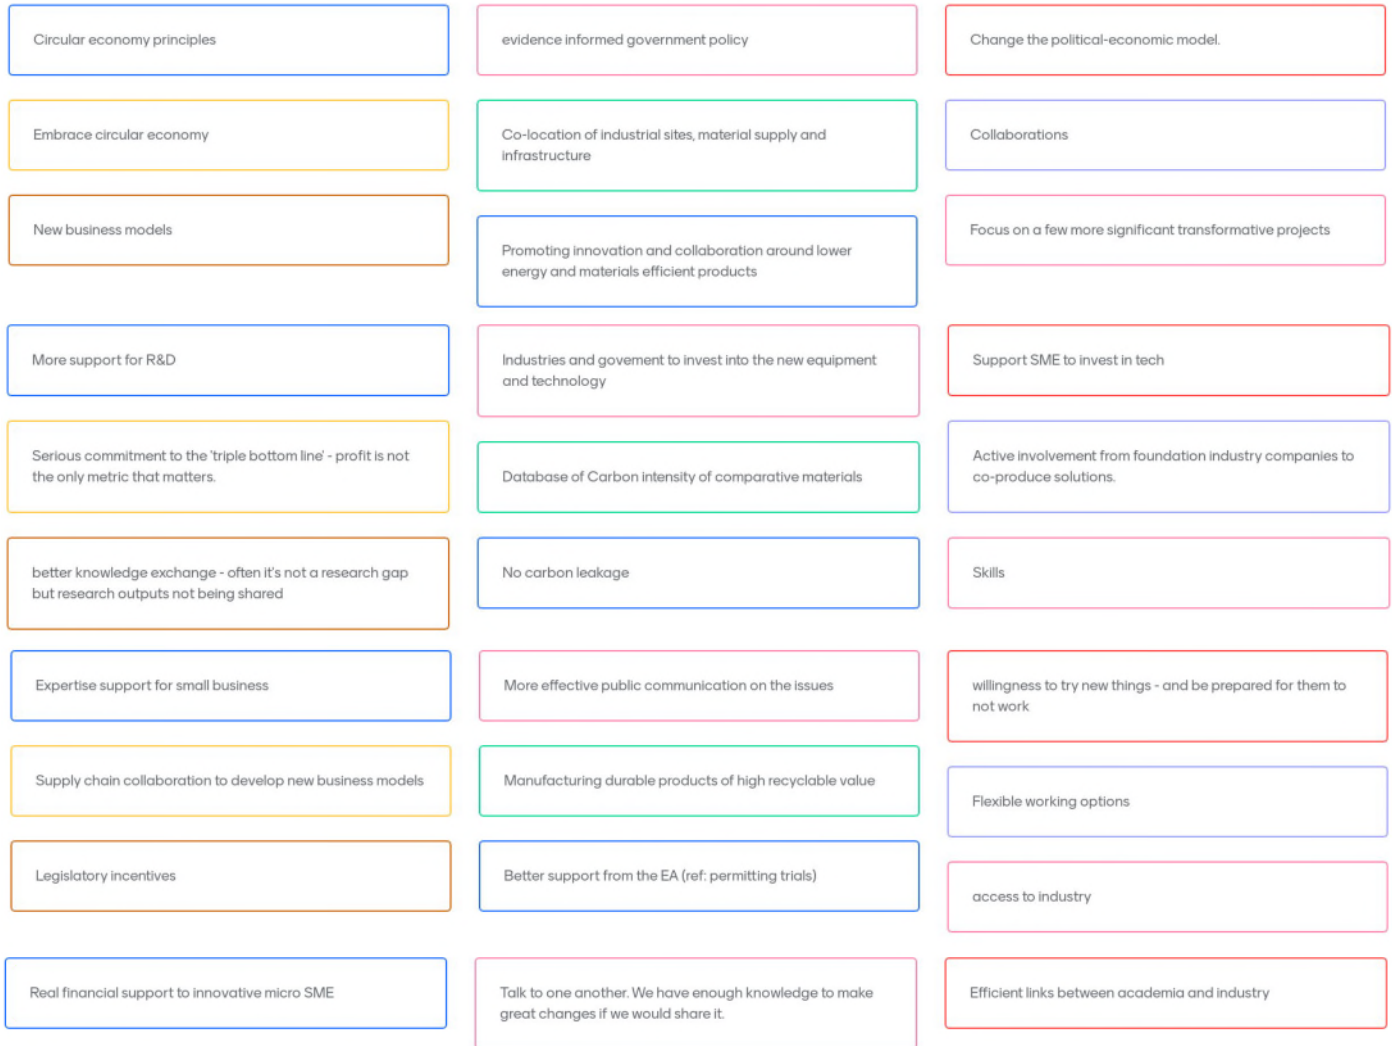 Circular economy principles
evidence informed government policy
Change the political-economic model.
Embrace circular economy
Co-location of industrial sites, material supply and
infrastructure
Collaborations
New business models
Promoting innovation and collaboration around lower
energy and materials efficient products
Focus on a few more significant transformative projects
More support for R&D
Industries and govement to invest into the new equipment
and technology
Support SME to invest in tech
Serious commitment to the 'triple bottom line' - profit is not
the only metric that matters.
Database of Carbon intensity of comparative materials
Active involvement from foundation industry companies to
co-produce solutions.
better knowledge exchange - often it's not a research gap
but research outputs not being shared
No carbon leakage
Skills
Expertise support for small business
More effective public communication on the issues
willingness to try new things - and be prepared for them to
not work
Supply chain collaboration to develop new business models
Manufacturing durable products of high recyclable value
Flexible working options
Legislatory incentives
Better support from the EA (ref: permitting trials)
access to industry
Real financial support to innovative micro SME
Talk to one another. We have enough knowledge to make
great changes if we would share it.
Efficient links between academia and industry